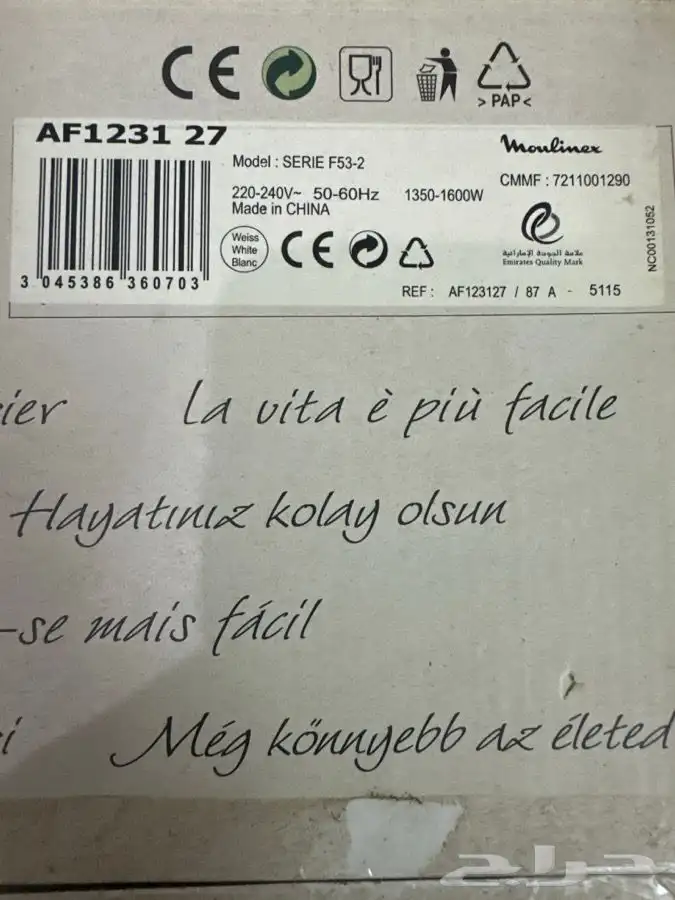 CE
> PAP <
AF1231 27
Moulinex
Model : SERIE F53-2
CMMF : 7211001290
220-240V~ 50-60Hz 1350-1600W
Made in CHINA
Weiss
White
Blanc
CE
علامة الجودة الإماراتية
Emirates Quality Mark
NC00131052
3 045386 360703
REF : AF123127 / 87 A - 5115
ier La vita è più facile
Hayatınız kolay olsun
-se mais fácil
i Még könnyebb az életed
حراج